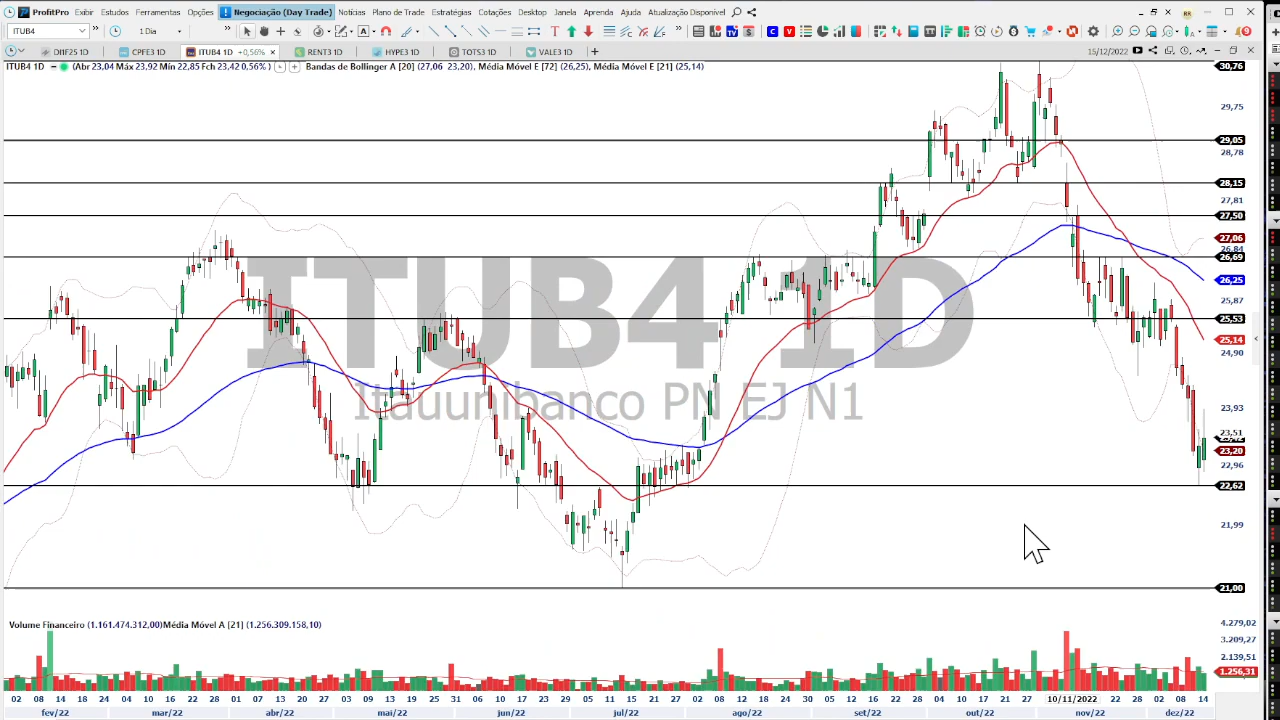 ProfitPro Exibir Estudos Ferramentas Opções Negociação (Day Trade) Notícias Plano de Trade Estratégias Cotações Desktop Janela Aprenda Ajuda Atualização Disponível RR
ITUB4 1 Dia
DIIF25 CPFE3 1D ITUB4 1D +0,56% RENT3 1D HYPE3 1D TOTS3 1D VALE3 1D 15/12/2022
ITUB4 1D (Abr 23,04 Máx 23,92 Mín 22,85 Fch 23,42 0,56%) Bandas de Bollinger A [20] (27,06 23,20), Média Móvel E [72] (26,25), Média Móvel E [21] (25,14)
30,76
29,75
29,05
28,78
28,15
27,81
27,50
27,06
26,84
26,69
26,25
25,87
25,53
25,14
24,90
23,93
23,51
23,20
22,96
22,62
21,99
21,00
ITUB4 1D
Itauunibanco PN EJ N1
Volume Financeiro (1.161.474.312,00) Média Móvel A [21] (1.256.309.158,10)
4.279,02
3.209,27
2.139,51
1.256,31
02 08 14 18 24 04 10 16 22 28 01 07 13 20 27 03 09 13 19 25 31 06 10 17 23 29 05 11 15 21 27 02 08 12 18 24 30 05 12 16 22 28 04 10 17 21 27 10/11/2022 22 28 02 08 14
fev/22 mar/22 abr/22 mai/22 jun/22 jul/22 ago/22 set/22 out/22 nov/22